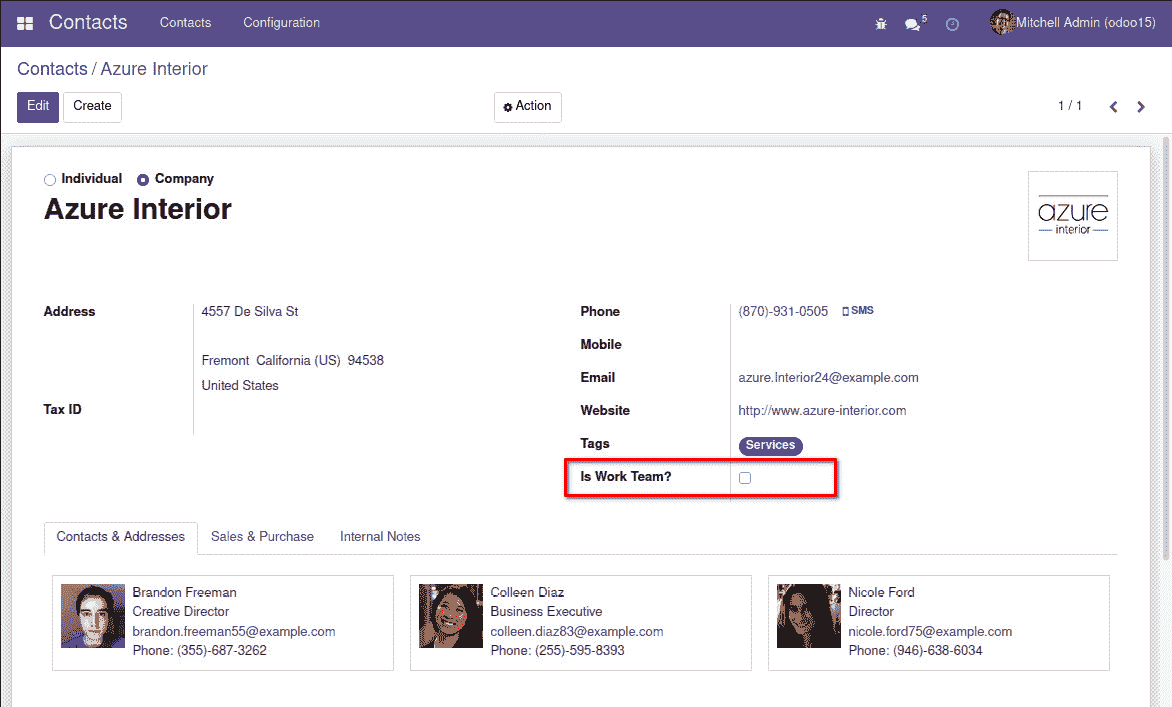 Contacts Contacts Configuration 5 Mitchell Admin (odoo15)
Contacts / Azure Interior
Edit Create Action 1 / 1
Individual Company
Azure Interior
azure
interior
Address 4557 De Silva St
Fremont California (US) 94538
United States
Tax ID
Phone (870)-931-0505 SMS
Mobile
Email azure.Interior24@example.com
Website http://www.azure-interior.com
Tags Services
Is Work Team?
Contacts & Addresses Sales & Purchase Internal Notes
Brandon Freeman
Creative Director
brandon.freeman55@example.com
Phone: (355)-687-3262
Colleen Diaz
Business Executive
colleen.diaz83@example.com
Phone: (255)-595-8393
Nicole Ford
Director
nicole.ford75@example.com
Phone: (946)-638-6034